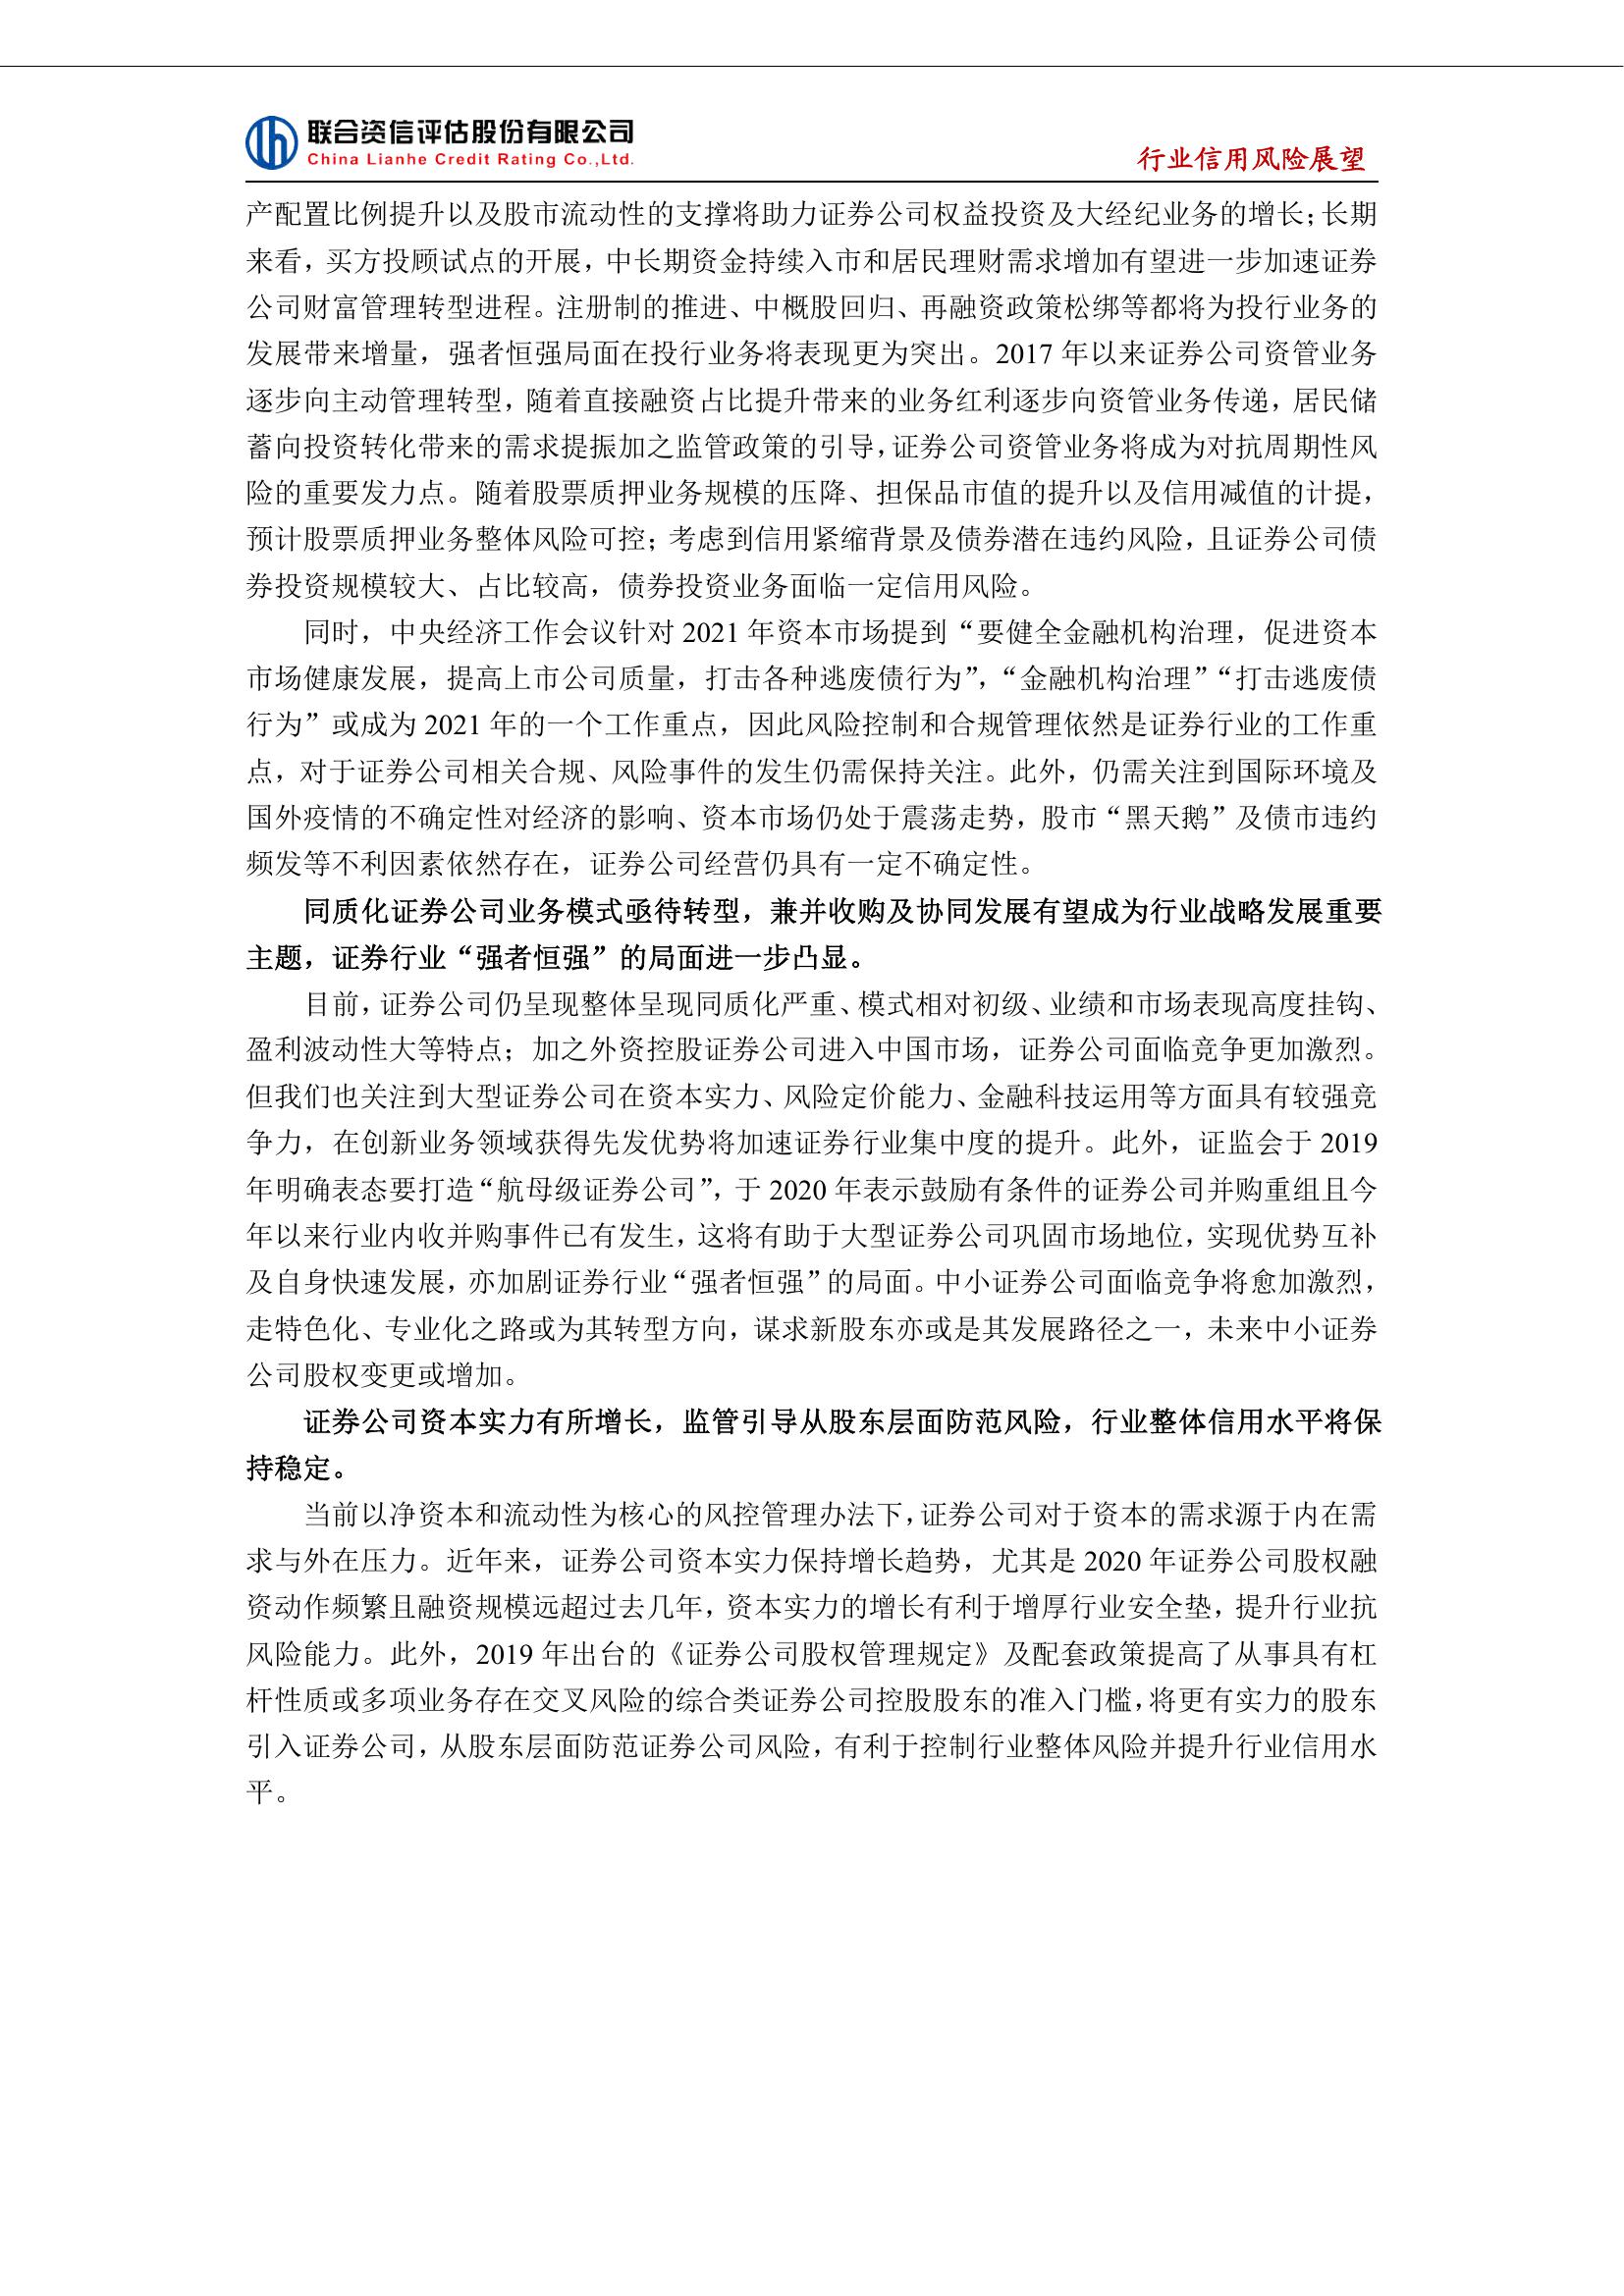 联合资信评估股份有限公司
China Lianhe Credit Rating Co.,Ltd.
行业信用风险展望
产配置比例提升以及股市流动性的支撑将助力证券公司权益投资及大经纪业务的增长；长期
来看，买方投顾试点的开展，中长期资金持续入市和居民理财需求增加有望进一步加速证券
公司财富管理转型进程。注册制的推进、中概股回归、再融资政策松绑等都将为投行业务的
发展带来增量，强者恒强局面在投行业务将表现更为突出。2017 年以来证券公司资管业务
逐步向主动管理转型，随着直接融资占比提升带来的业务红利逐步向资管业务传递，居民储
蓄向投资转化带来的需求提振加之监管政策的引导，证券公司资管业务将成为对抗周期性风
险的重要发力点。随着股票质押业务规模的压降、担保品市值的提升以及信用减值的计提，
预计股票质押业务整体风险可控；考虑到信用紧缩背景及债券潜在违约风险，且证券公司债
券投资规模较大、占比较高，债券投资业务面临一定信用风险。
同时，中央经济工作会议针对 2021 年资本市场提到“要健全金融机构治理，促进资本
市场健康发展，提高上市公司质量，打击各种逃废债行为”，“金融机构治理”“打击逃废债
行为”或成为 2021 年的一个工作重点，因此风险控制和合规管理依然是证券行业的工作重
点，对于证券公司相关合规、风险事件的发生仍需保持关注。此外，仍需关注到国际环境及
国外疫情的不确定性对经济的影响、资本市场仍处于震荡走势，股市“黑天鹅”及债市违约
频发等不利因素依然存在，证券公司经营仍具有一定不确定性。
同质化证券公司业务模式亟待转型，兼并收购及协同发展有望成为行业战略发展重要
主题，证券行业“强者恒强”的局面进一步凸显。
目前，证券公司仍呈现整体呈现同质化严重、模式相对初级、业绩和市场表现高度挂钩、
盈利波动性大等特点；加之外资控股证券公司进入中国市场，证券公司面临竞争更加激烈。
但我们也关注到大型证券公司在资本实力、风险定价能力、金融科技运用等方面具有较强竞
争力，在创新业务领域获得先发优势将加速证券行业集中度的提升。此外，证监会于 2019
年明确表态要打造“航母级证券公司”，于 2020 年表示鼓励有条件的证券公司并购重组且今
年以来行业内收并购事件已有发生，这将有助于大型证券公司巩固市场地位，实现优势互补
及自身快速发展，亦加剧证券行业“强者恒强”的局面。中小证券公司面临竞争将愈加激烈，
走特色化、专业化之路或为其转型方向，谋求新股东亦或是其发展路径之一，未来中小证券
公司股权变更或增加。
证券公司资本实力有所增长，监管引导从股东层面防范风险，行业整体信用水平将保
持稳定。
当前以净资本和流动性为核心的风控管理办法下，证券公司对于资本的需求源于内在需
求与外在压力。近年来，证券公司资本实力保持增长趋势，尤其是 2020 年证券公司股权融
资动作频繁且融资规模远超过去几年，资本实力的增长有利于增厚行业安全垫，提升行业抗
风险能力。此外，2019 年出台的《证券公司股权管理规定》及配套政策提高了从事具有杠
杆性质或多项业务存在交叉风险的综合类证券公司控股股东的准入门槛，将更有实力的股东
引入证券公司，从股东层面防范证券公司风险，有利于控制行业整体风险并提升行业信用水
平。